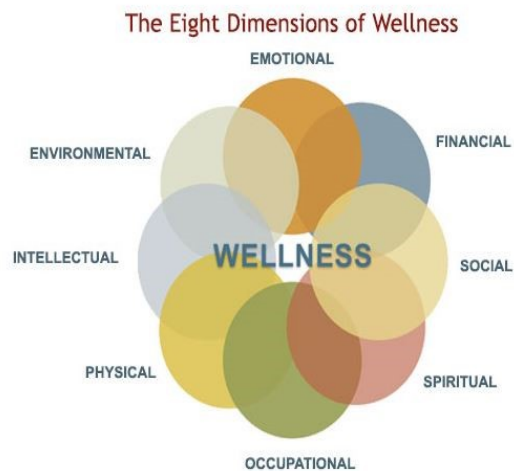 The Eight Dimensions of Wellness
EMOTIONAL
FINANCIAL
ENVIRONMENTAL
INTELLECTUAL
WELLNESS
SOCIAL
PHYSICAL
SPIRITUAL
OCCUPATIONAL